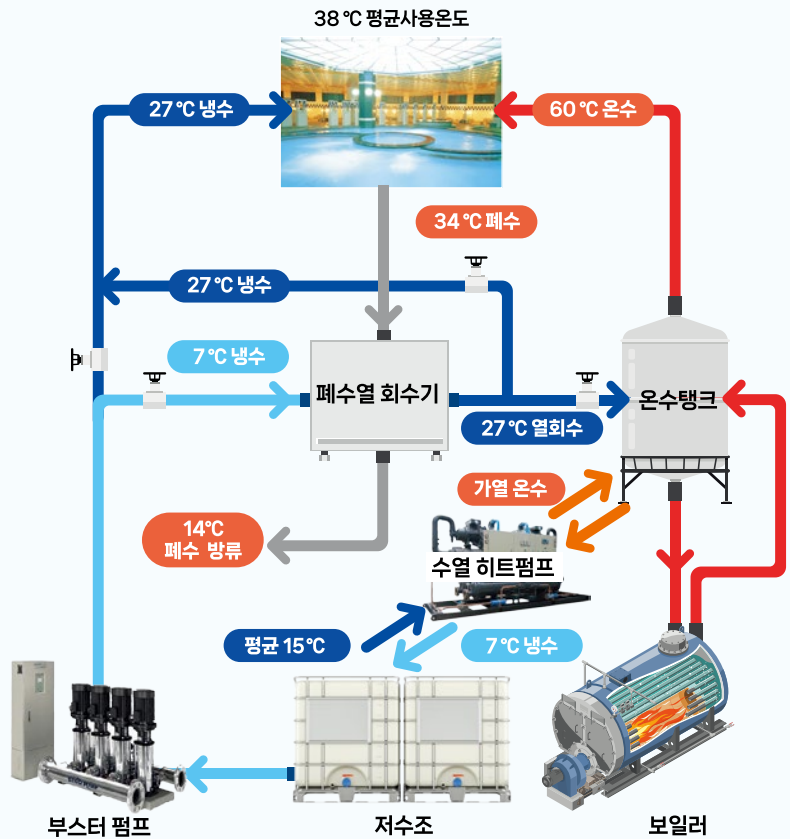 38℃ 평균사용온도
27℃ 냉수
60℃ 온수
34℃ 폐수
27℃ 냉수
7℃ 냉수
폐수열 회수기
온수탱크
27℃ 열회수
가열 온수
14℃
폐수 방류
수열 히트펌프
평균 15℃
7℃ 냉수
부스터 펌프
저수조
보일러